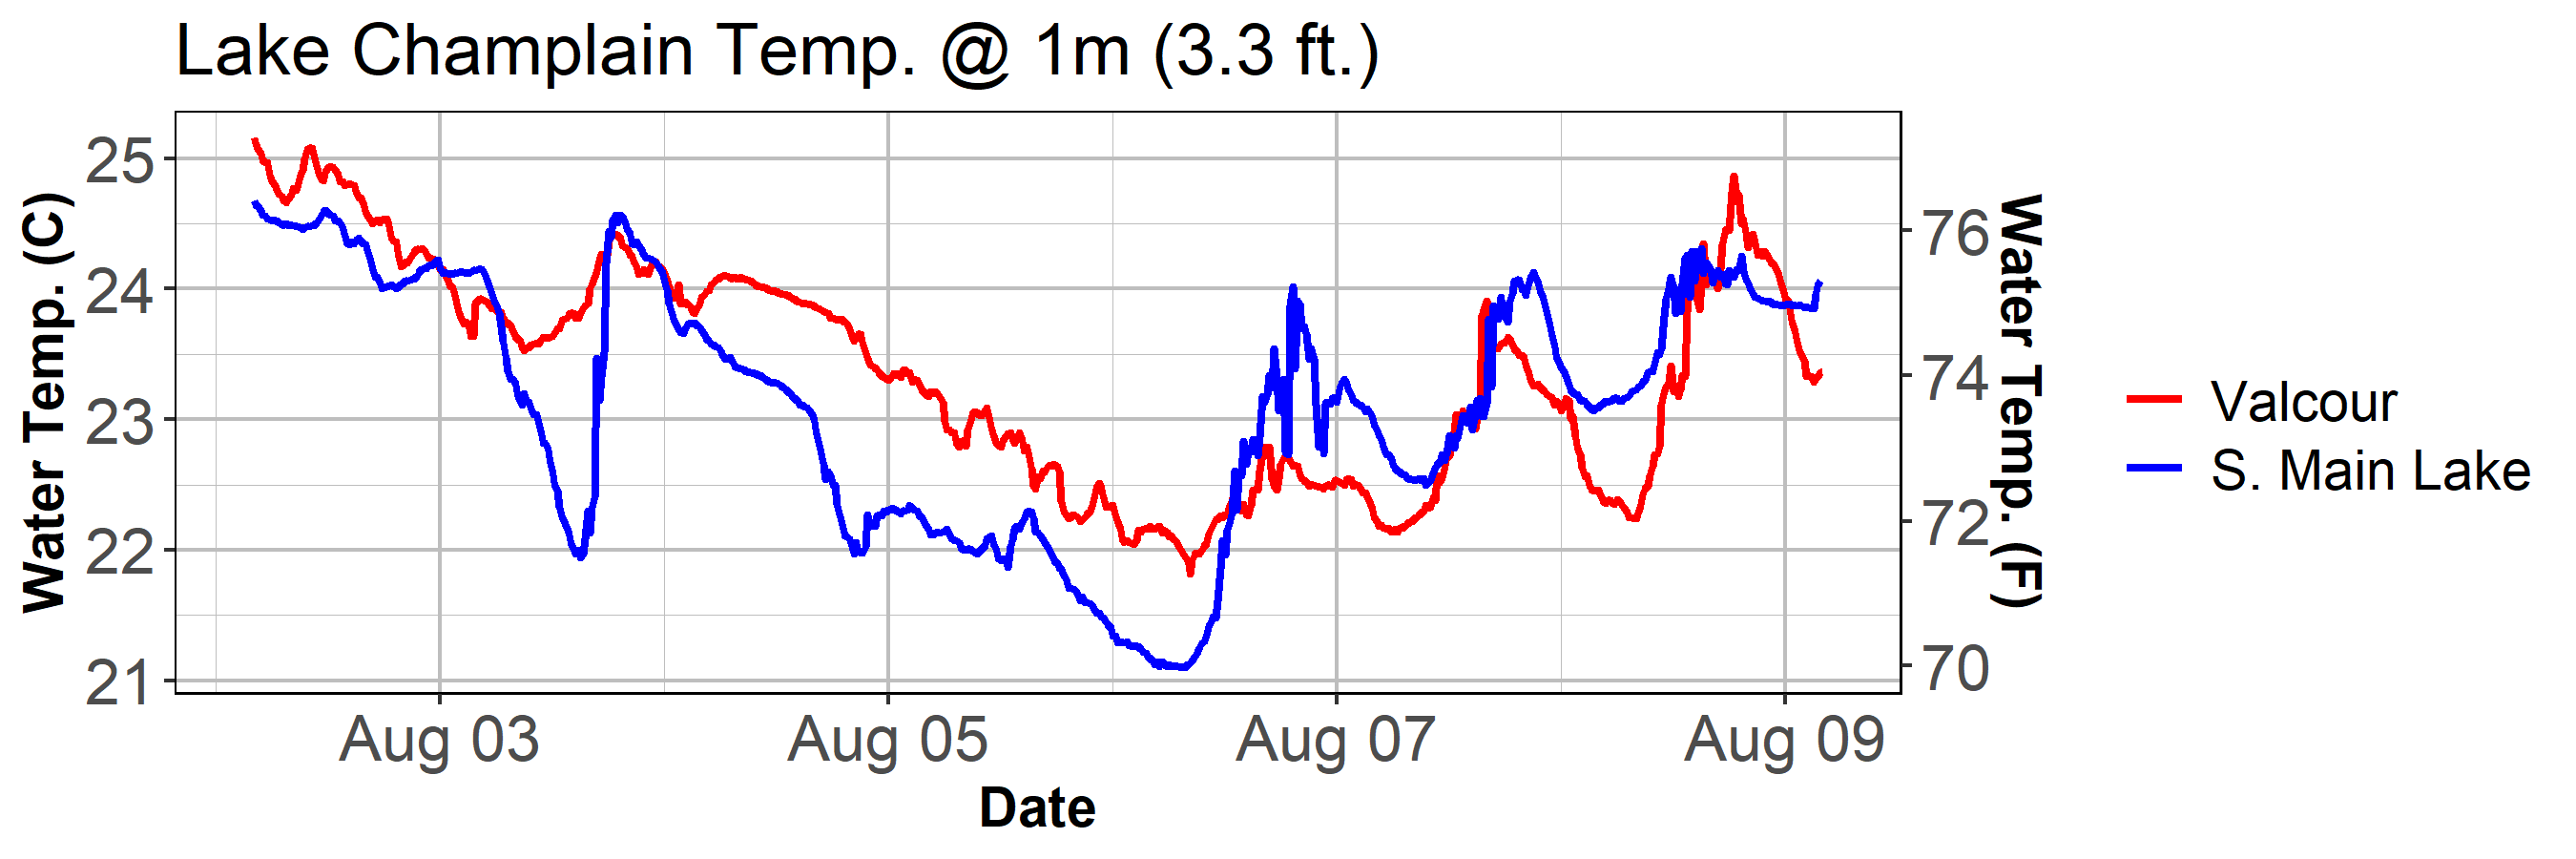 Lake Champlain Temp. @ 1m (3.3 ft.)
Water Temp. (C)
25
24
23
22
21
76
74
72
70
Water Temp. (F)
Aug 03
Aug 05
Aug 07
Aug 09
Date
Valcour
S. Main Lake